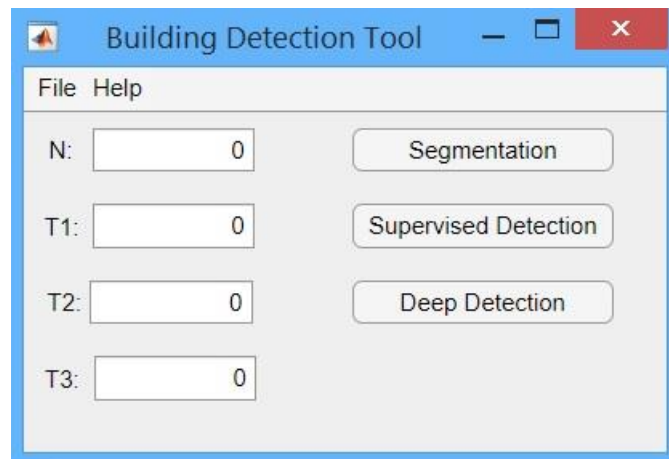 Building Detection Tool
File Help
N: 0 Segmentation
T1: 0 Supervised Detection
T2: 0 Deep Detection
T3: 0